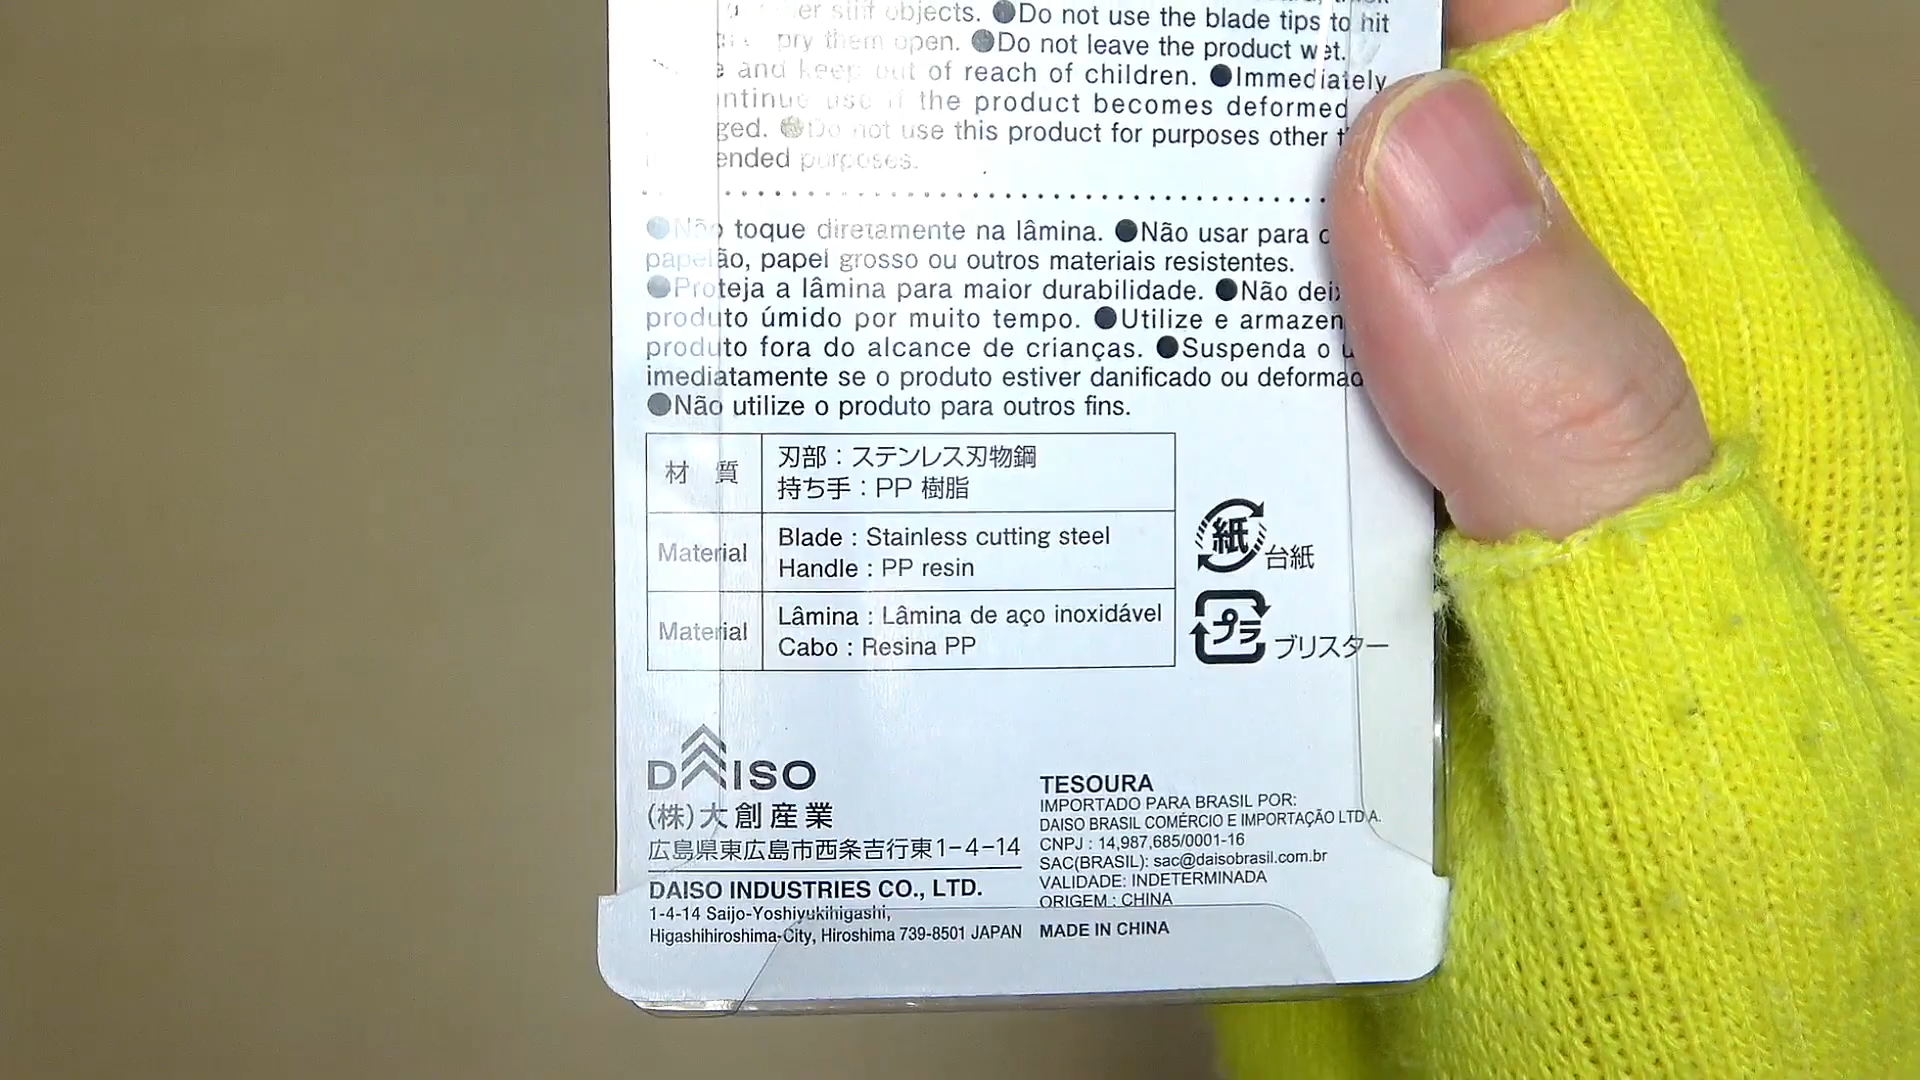 er stiff objects. ●Do not use the blade tips to hit
pry them open. ●Do not leave the product wet.
and keep out of reach of children. ●Immediately
ntinue use if the product becomes deformed
ged. ●Do not use this product for purposes other
ended purposes.
●Não toque diretamente na lâmina. ●Não usar para
papelão, papel grosso ou outros materiais resistentes.
●Proteja a lâmina para maior durabilidade. ●Não deix
produto úmido por muito tempo. ●Utilize e armazen
produto fora do alcance de crianças. ●Suspenda o
imediatamente se o produto estiver danificado ou deformad
●Não utilize o produto para outros fins.
材 質
刃部：ステンレス刃物鋼
持ち手：PP 樹脂
Material
Blade : Stainless cutting steel
Handle : PP resin
Material
Lâmina : Lâmina de aço inoxidável
Cabo : Resina PP
紙 台紙
プラ ブリスター
DAISO
(株)大創産業
広島県東広島市西条吉行東1-4-14
DAISO INDUSTRIES CO., LTD.
1-4-14 Saijo-Yoshiyukihigashi,
Higashihiroshima-City, Hiroshima 739-8501 JAPAN
TESOURA
IMPORTADO PARA BRASIL POR:
DAISO BRASIL COMÉRCIO E IMPORTAÇÃO LTDA.
CNPJ : 14,987,685/0001-16
SAC(BRASIL): sac@daisobrasil.com.br
VALIDADE: INDETERMINADA
ORIGEM : CHINA
MADE IN CHINA